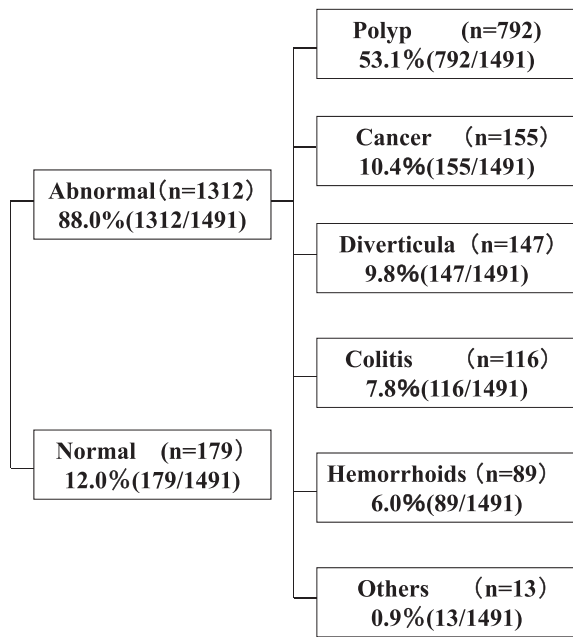 Polyp (n=792)
53.1%(792/1491)
Cancer (n=155)
10.4%(155/1491)
Abnormal(n=1312)
88.0%(1312/1491)
Diverticula (n=147)
9.8%(147/1491)
Colitis (n=116)
7.8%(116/1491)
Normal (n=179)
12.0%(179/1491)
Hemorrhoids (n=89)
6.0%(89/1491)
Others (n=13)
0.9%(13/1491)